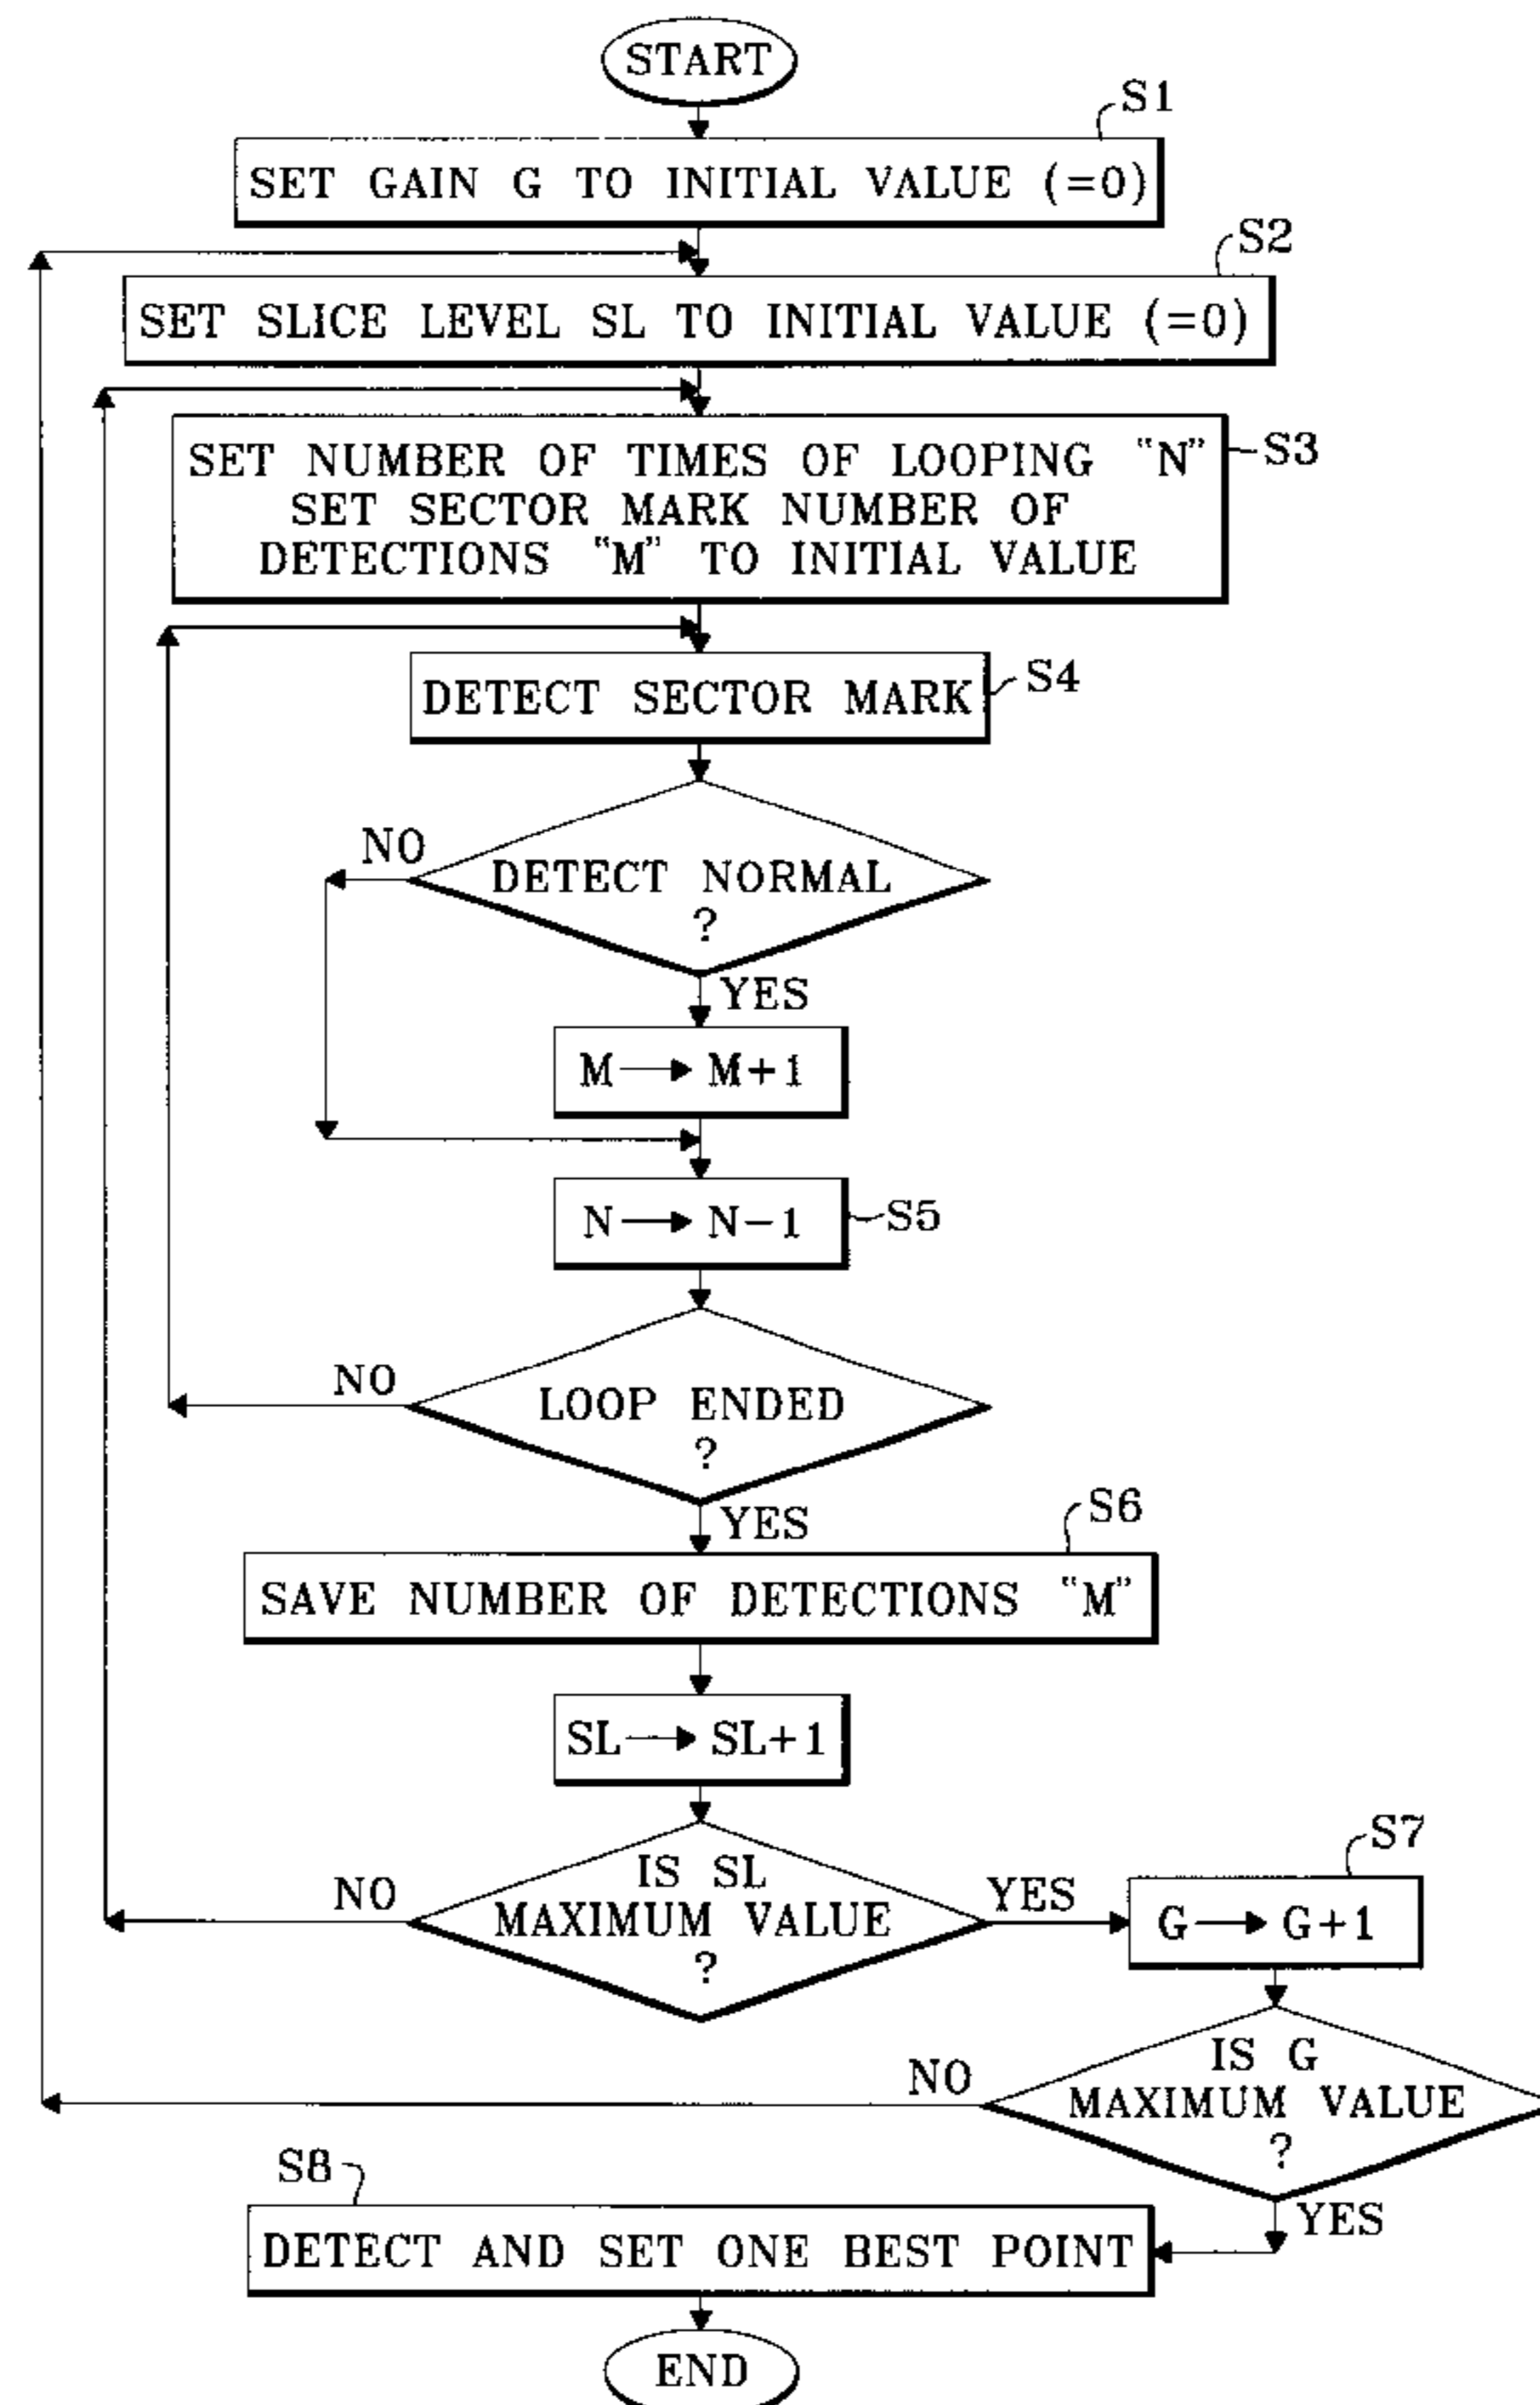 START
S1
SET GAIN G TO INITIAL VALUE (=0)
S2
SET SLICE LEVEL SL TO INITIAL VALUE (=0)
SET NUMBER OF TIMES OF LOOPING "N"
S3
SET SECTOR MARK NUMBER OF
DETECTIONS "M" TO INITIAL VALUE
DETECT SECTOR MARK
S4
NO
DETECT NORMAL
?
YES
M → M+1
N → N-1
S5
NO
LOOP ENDED
?
YES
S6
SAVE NUMBER OF DETECTIONS "M"
SL → SL+1
NO
IS SL
MAXIMUM VALUE
?
YES
S7
G → G+1
NO
IS G
MAXIMUM VALUE
?
YES
S8
DETECT AND SET ONE BEST POINT
END